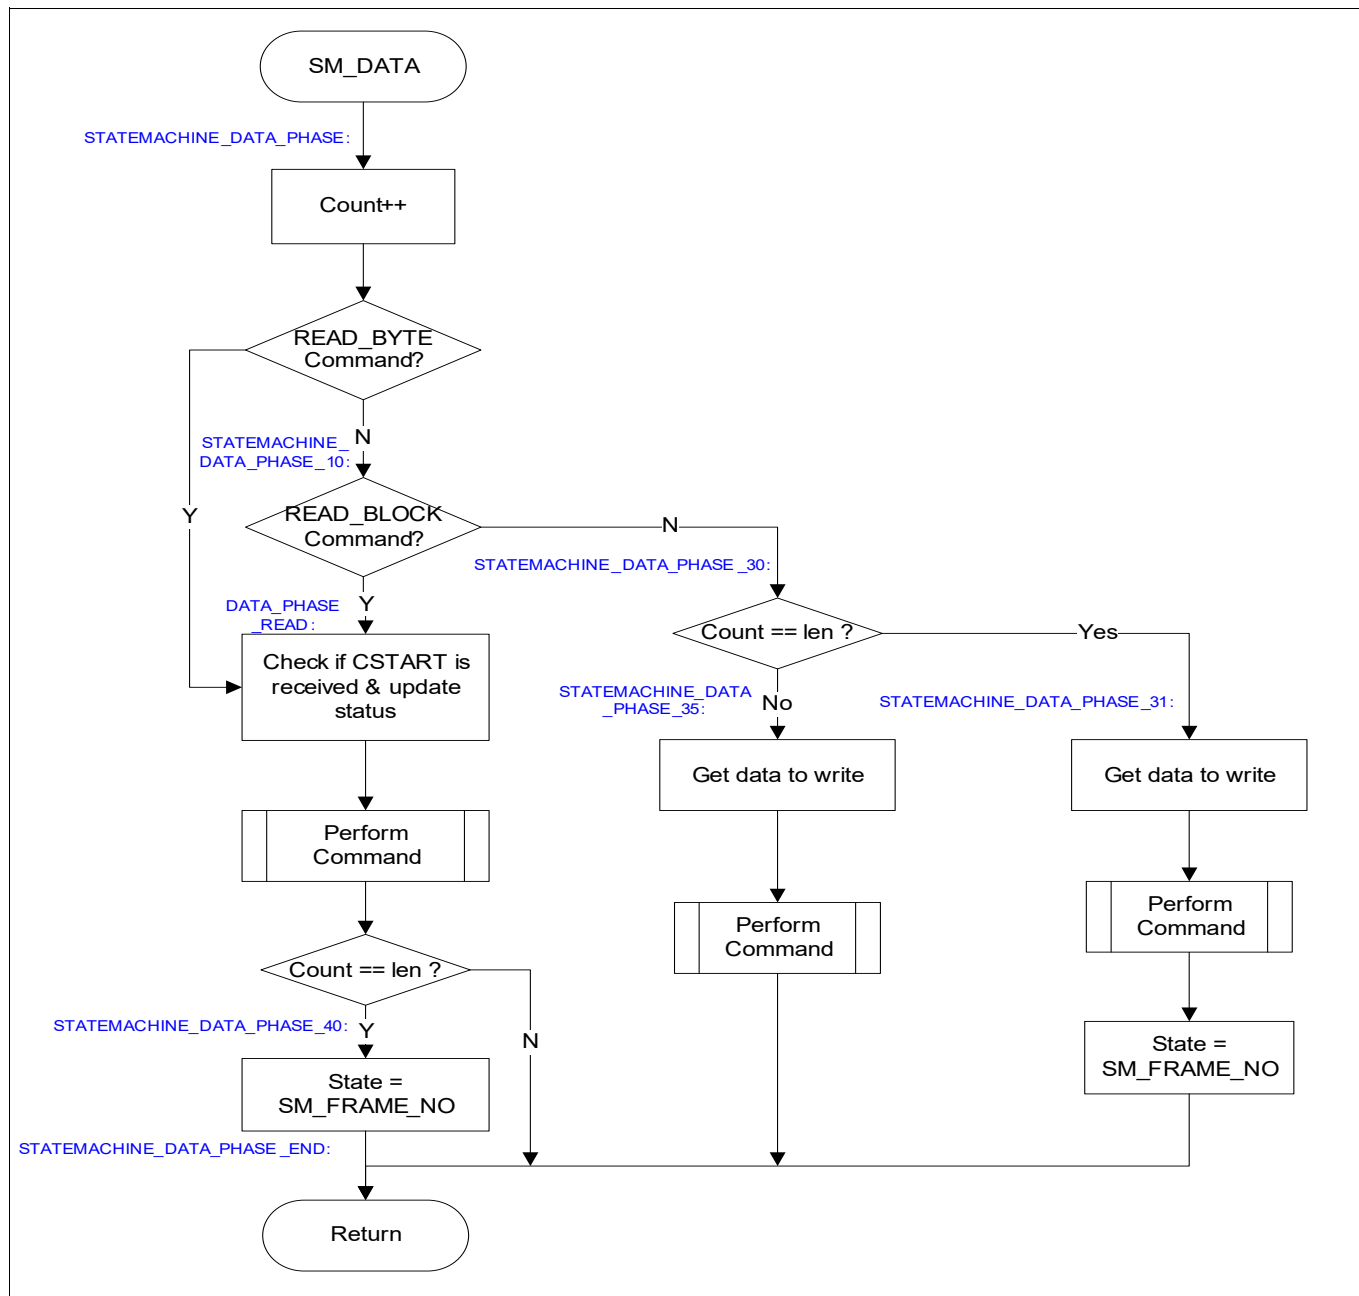 SM_DATA
STATEMACHINE_DATA_PHASE:
Count++
READ_BYTE
Command?
N
STATEMACHINE_
DATA_PHASE_10:
Y
READ_BLOCK
Command?
N
STATEMACHINE_DATA_PHASE_30:
DATA_PHASE
_READ:
Y
Count == len ?
Yes
Check if CSTART is
received & update
status
STATEMACHINE_DATA
_PHASE_35:
No
STATEMACHINE_DATA_PHASE_31:
Get data to write
Get data to write
Perform
Command
Perform
Command
Perform
Command
Count == len ?
STATEMACHINE_DATA_PHASE_40:
Y
N
State =
SM_FRAME_NO
State =
SM_FRAME_NO
STATEMACHINE_DATA_PHASE_END:
Return